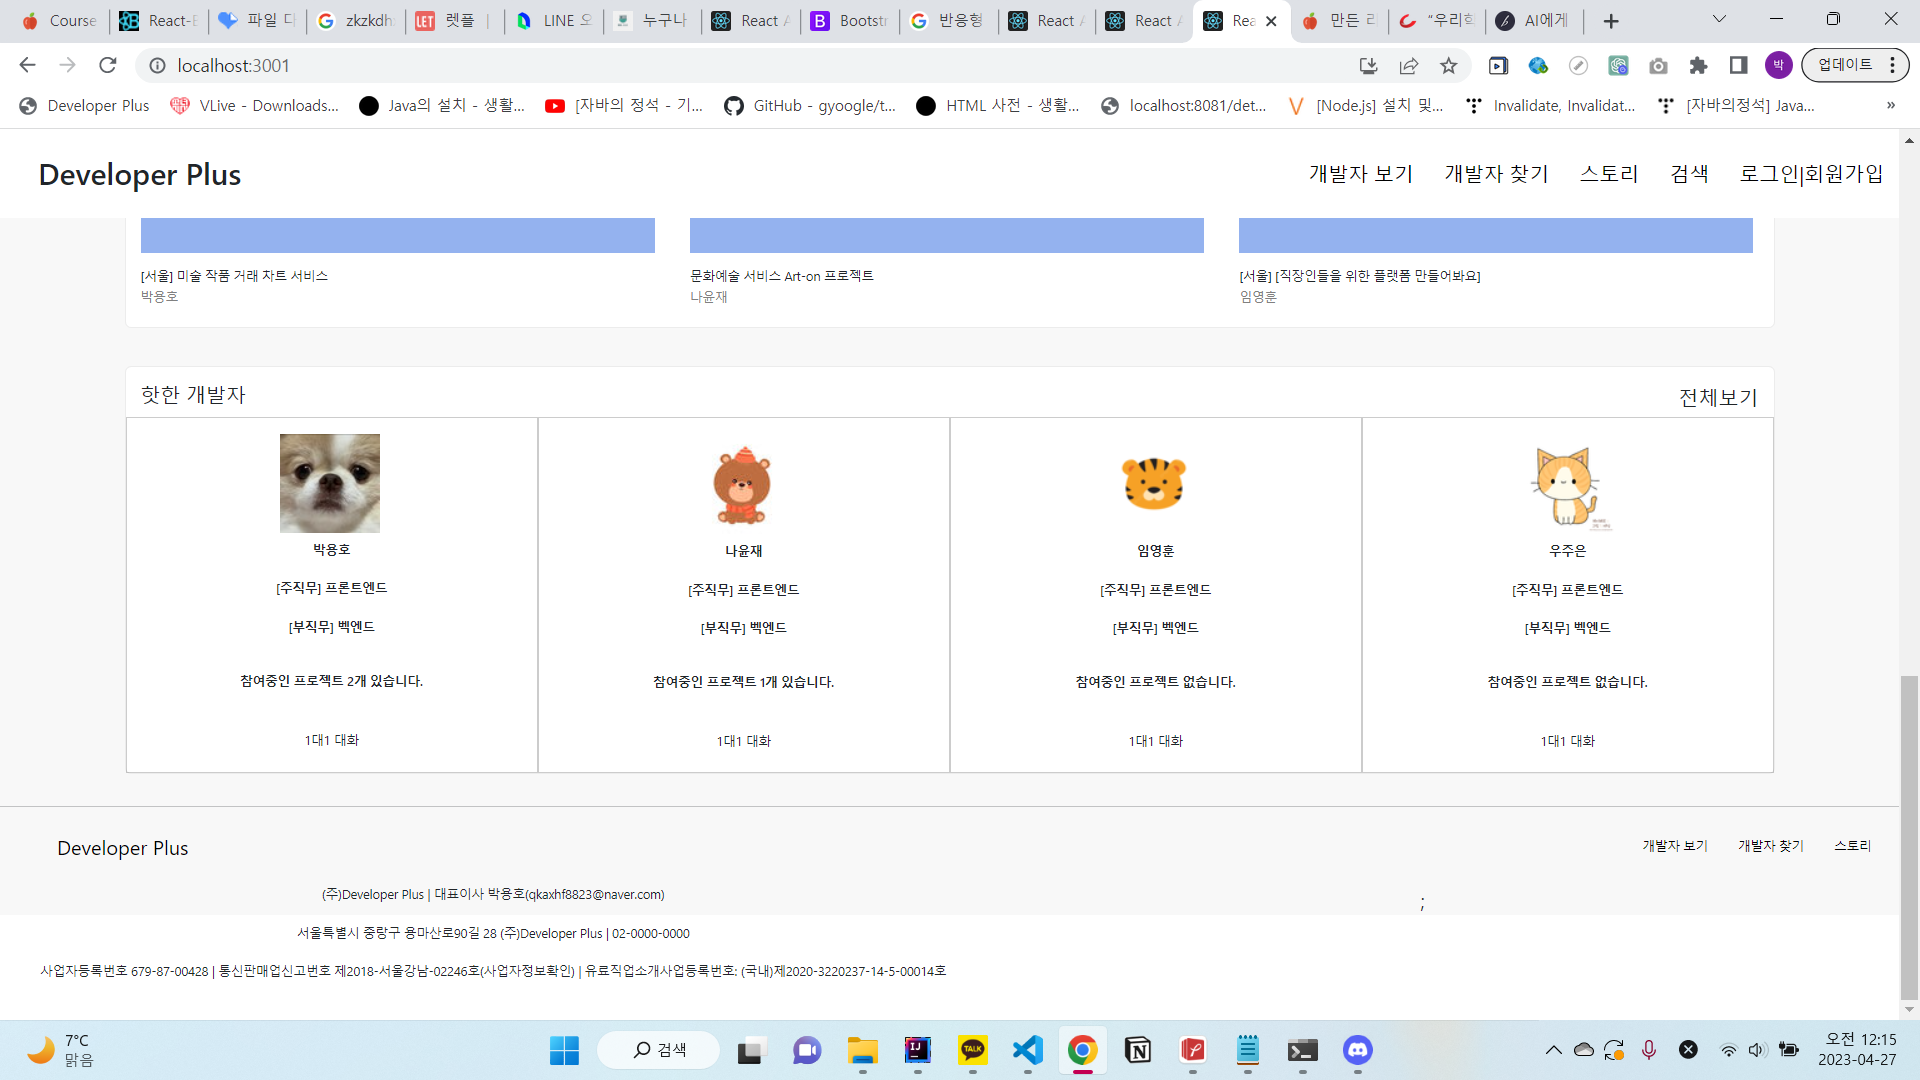 Course
React-B
파일 다
zkzkdh
LET 렛플 |
LINE 오
누구나
React A
Bootstr
반응형
React A
React A
Rea
만든 리
“우리학
AI에게
localhost:3001
박
업데이트
Developer Plus
VLive - Downloads...
Java의 설치 - 생활...
[자바의 정석 - 기...
GitHub - gyoogle/t...
HTML 사전 - 생활...
localhost:8081/det...
[Node.js] 설치 및...
Invalidate, Invalidat...
[자바의정석] Java...
»
Developer Plus
개발자 보기
개발자 찾기
스토리
검색
로그인|회원가입
[서울] 미술 작품 거래 차트 서비스
박용호
문화예술 서비스 Art-on 프로젝트
나윤재
[서울] [직장인들을 위한 플랫폼 만들어봐요]
임영훈
핫한 개발자
전체보기
박용호
[주직무] 프론트엔드
[부직무] 벡엔드
참여중인 프로젝트 2개 있습니다.
1대1 대화
나윤재
[주직무] 프론트엔드
[부직무] 벡엔드
참여중인 프로젝트 1개 있습니다.
1대1 대화
임영훈
[주직무] 프론트엔드
[부직무] 벡엔드
참여중인 프로젝트 없습니다.
1대1 대화
우주은
[주직무] 프론트엔드
[부직무] 벡엔드
참여중인 프로젝트 없습니다.
1대1 대화
Developer Plus
개발자 보기
개발자 찾기
스토리
(주)Developer Plus | 대표이사 박용호(qkaxhf8823@naver.com)
;
서울특별시 중랑구 용마산로90길 28 (주)Developer Plus | 02-0000-0000
사업자등록번호 679-87-00428 | 통신판매업신고번호 제2018-서울강남-02246호(사업자정보확인) | 유료직업소개사업등록번호: (국내)제2020-3220237-14-5-00014호
7°C
맑음
검색
TALK
오전 12:15
2023-04-27